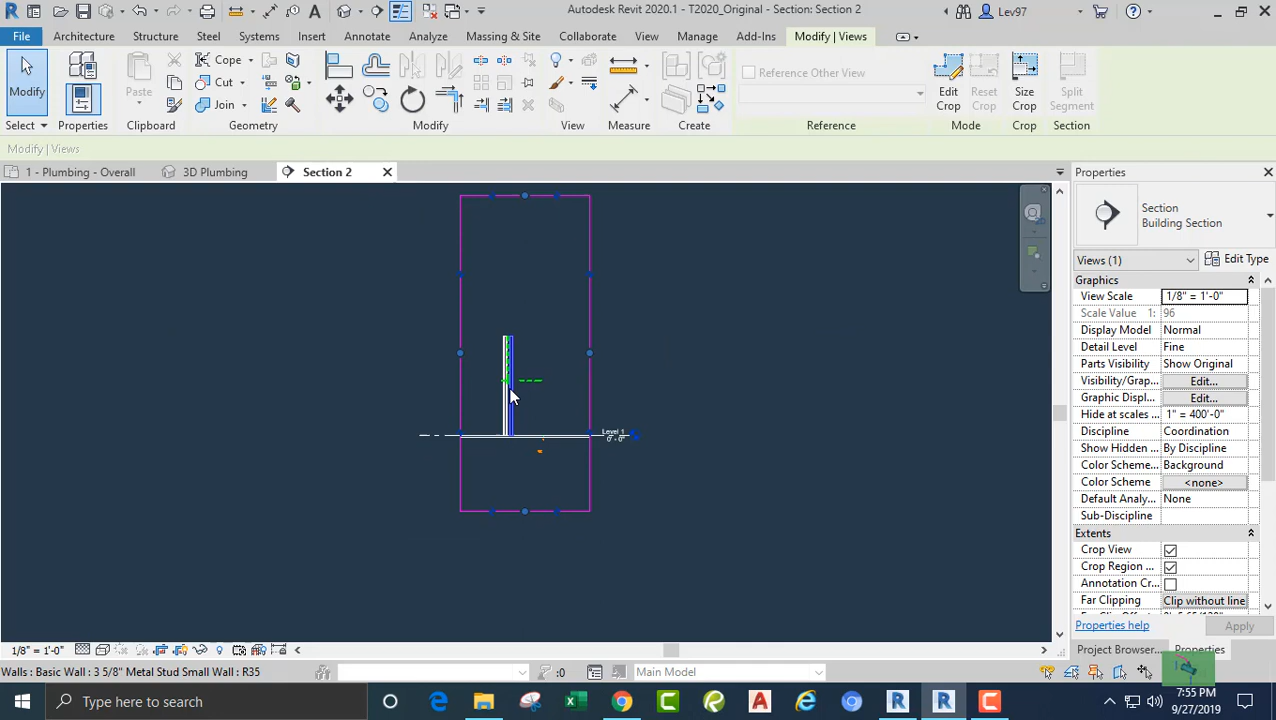 Autodesk Revit 2020.1 - T2020_Original - Section: Section 2
Lev97
File Architecture Structure Steel Systems Insert Annotate Analyze Massing & Site Collaborate View Manage Add-Ins Modify | Views
Modify
Properties
Paste
Cope
Cut
Join
Reference Other View
Edit Crop
Reset Crop
Size Crop
Split Segment
Select Properties Clipboard Geometry Modify View Measure Create Reference Mode Crop Section
Modify | Views
1 - Plumbing - Overall 3D Plumbing Section 2
Properties
Section
Building Section
Views (1) Edit Type
Graphics
View Scale 1/8" = 1'-0"
Scale Value 1: 96
Display Model Normal
Detail Level Fine
Parts Visibility Show Original
Visibility/Grap... Edit...
Graphic Displ... Edit...
Hide at scales ... 1" = 400'-0"
Discipline Coordination
Show Hidden ... By Discipline
Color Scheme... Background
Color Scheme <none>
Default Analy... None
Sub-Discipline
Extents
Crop View
Crop Region ...
Annotation Cr...
Far Clipping Clip without line
Properties help Apply
Project Browser... Properties
Level 1
0' - 0"
1/8" = 1'-0"
Walls : Basic Wall : 3 5/8" Metal Stud Small Wall : R35
:0
Main Model
Type here to search
7:55 PM
9/27/2019